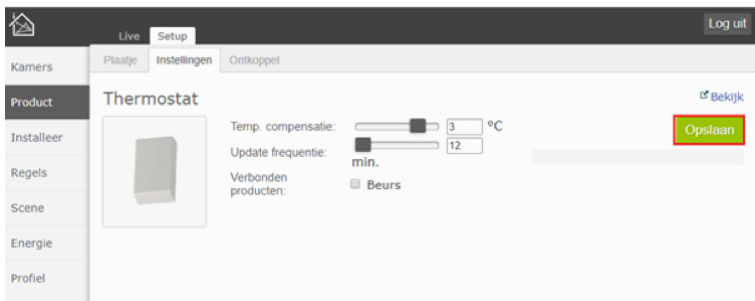 Log uit
Live Setup
Kamers
Product
Installeer
Regels
Scene
Energie
Profiel
Plaatje Instellingen Ontkoppel
Thermostat
Bekijk
Temp. compensatie: 3 °C
Opslaan
Update frequentie: 12
min.
Verbonden
producten: Beurs